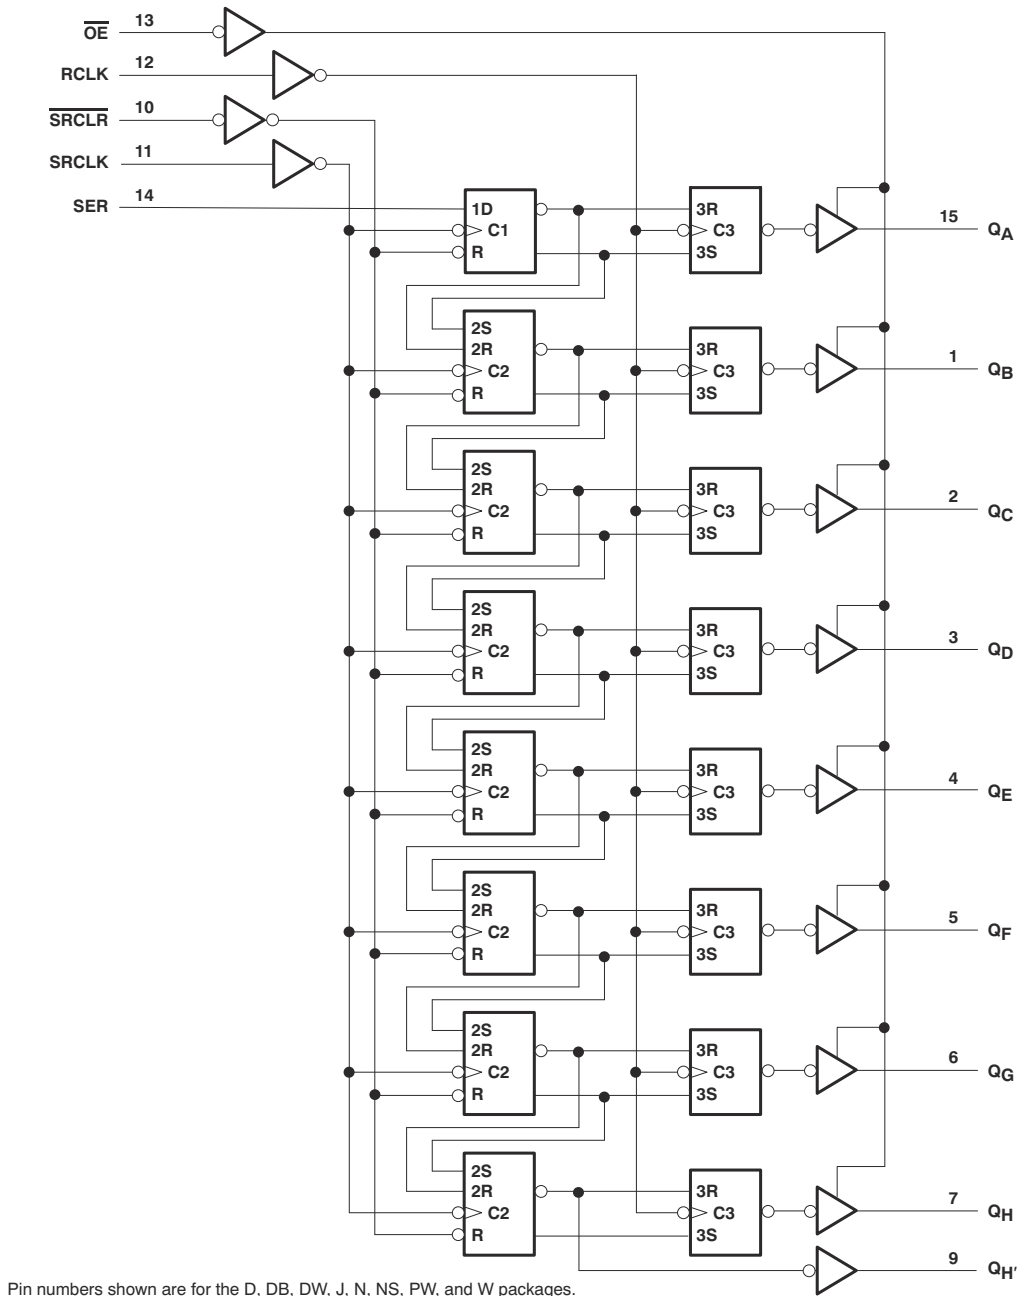 OE 13
RCLK 12
SRCLR 10
SRCLK 11
SER 14
1D
C1
R
3R
C3
3S
15 QA
2S
2R
C2
R
3R
C3
3S
1 QB
2S
2R
C2
R
3R
C3
3S
2 QC
2S
2R
C2
R
3R
C3
3S
3 QD
2S
2R
C2
R
3R
C3
3S
4 QE
2S
2R
C2
R
3R
C3
3S
5 QF
2S
2R
C2
R
3R
C3
3S
6 QG
2S
2R
C2
R
3R
C3
3S
7 QH
9 QH'
Pin numbers shown are for the D, DB, DW, J, N, NS, PW, and W packages.